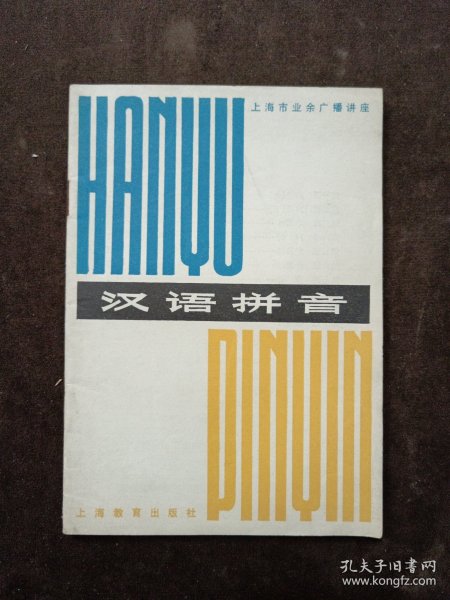 HANYU
上海市业余广播讲座
汉语拼音
PINYIN
上海教育出版社
孔夫子旧书网
www.kongfz.com